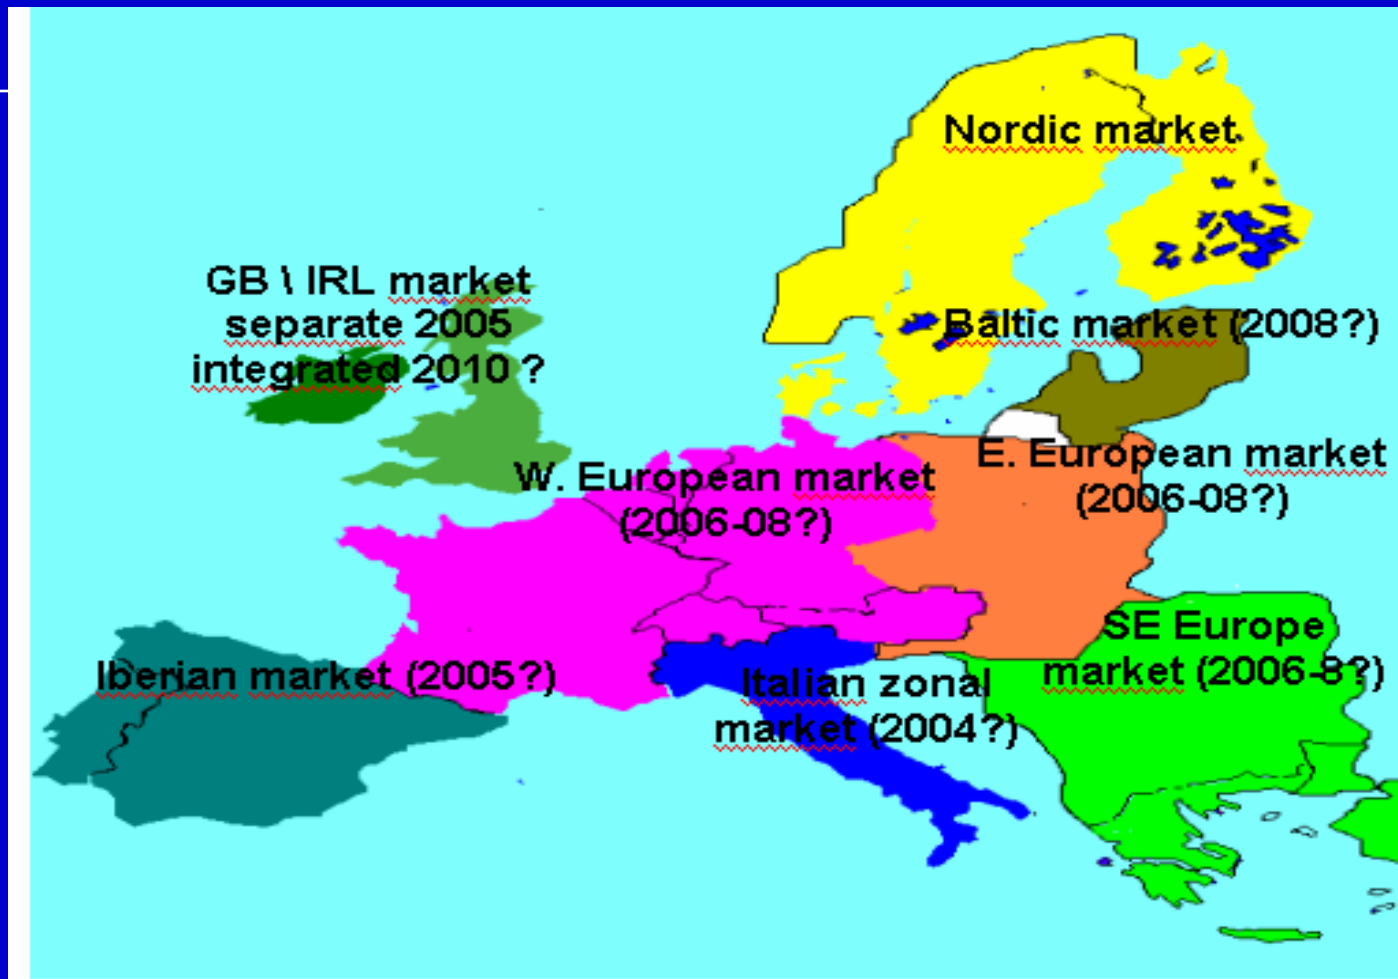 Nordic market
GB \ IRL market
separate 2005
integrated 2010 ?
Baltic market (2008?)
E. European market
(2006-08?)
W. European market
(2006-08?)
SE Europe
market (2006-8?)
Iberian market (2005?)
Italian zonal
market (2004?)